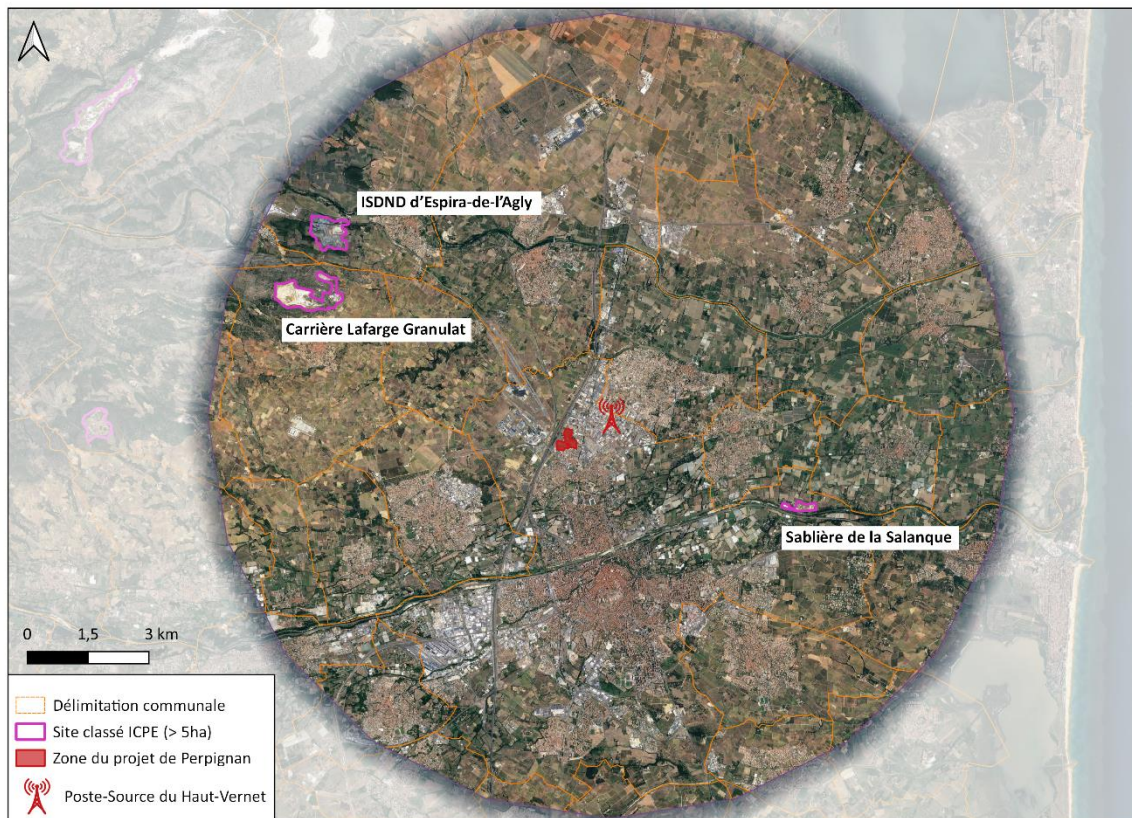 ISDND d'Espira-de-l'Agly
Carrière Lafarge Granulat
Sablière de la Salanque
0 1,5 3 km
Délimitation communale
Site classé ICPE (> 5ha)
Zone du projet de Perpignan
Poste-Source du Haut-Vernet